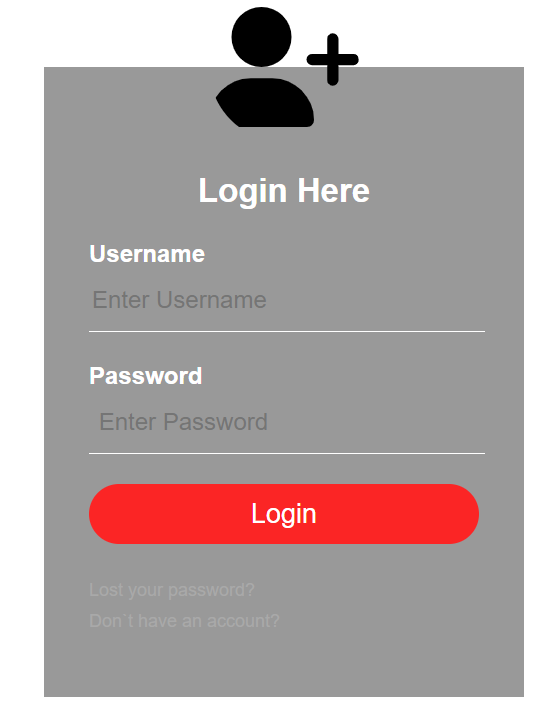 Login Here
Username
Enter Username
Password
Enter Password
Login
Lost your password?
Don´t have an account?